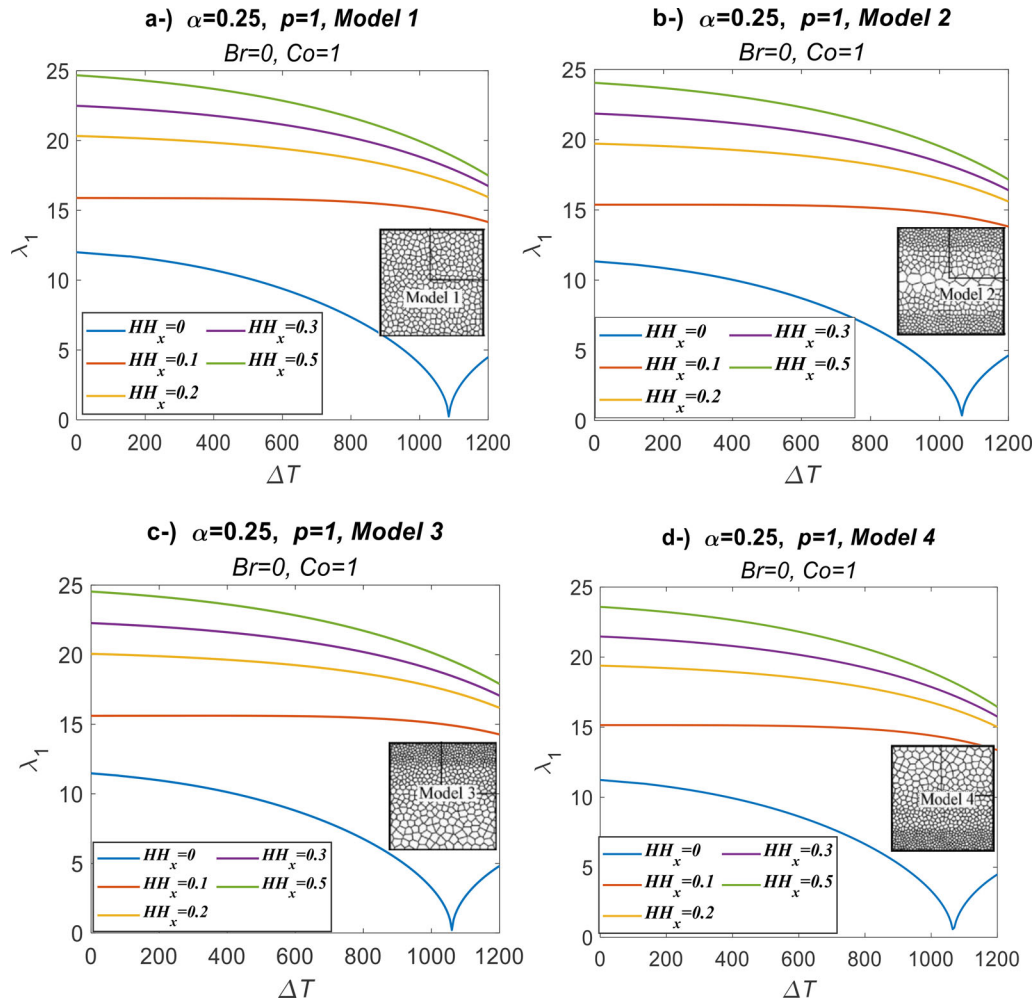 a-) α=0.25, p=1, Model 1
Br=0, Co=1
25
20
15
10
5
0
λ1
Model 1
HHx=0
HHx=0.3
HHx=0.1
HHx=0.5
HHx=0.2
0 200 400 600 800 1000 1200
ΔT
b-) α=0.25, p=1, Model 2
Br=0, Co=1
25
20
15
10
5
0
λ1
Model 2
HHx=0
HHx=0.3
HHx=0.1
HHx=0.5
HHx=0.2
0 200 400 600 800 1000 1200
ΔT
c-) α=0.25, p=1, Model 3
Br=0, Co=1
25
20
15
10
5
0
λ1
Model 3
HHx=0
HHx=0.3
HHx=0.1
HHx=0.5
HHx=0.2
0 200 400 600 800 1000 1200
ΔT
d-) α=0.25, p=1, Model 4
Br=0, Co=1
25
20
15
10
5
0
λ1
Model 4
HHx=0
HHx=0.3
HHx=0.1
HHx=0.5
HHx=0.2
0 200 400 600 800 1000 1200
ΔT